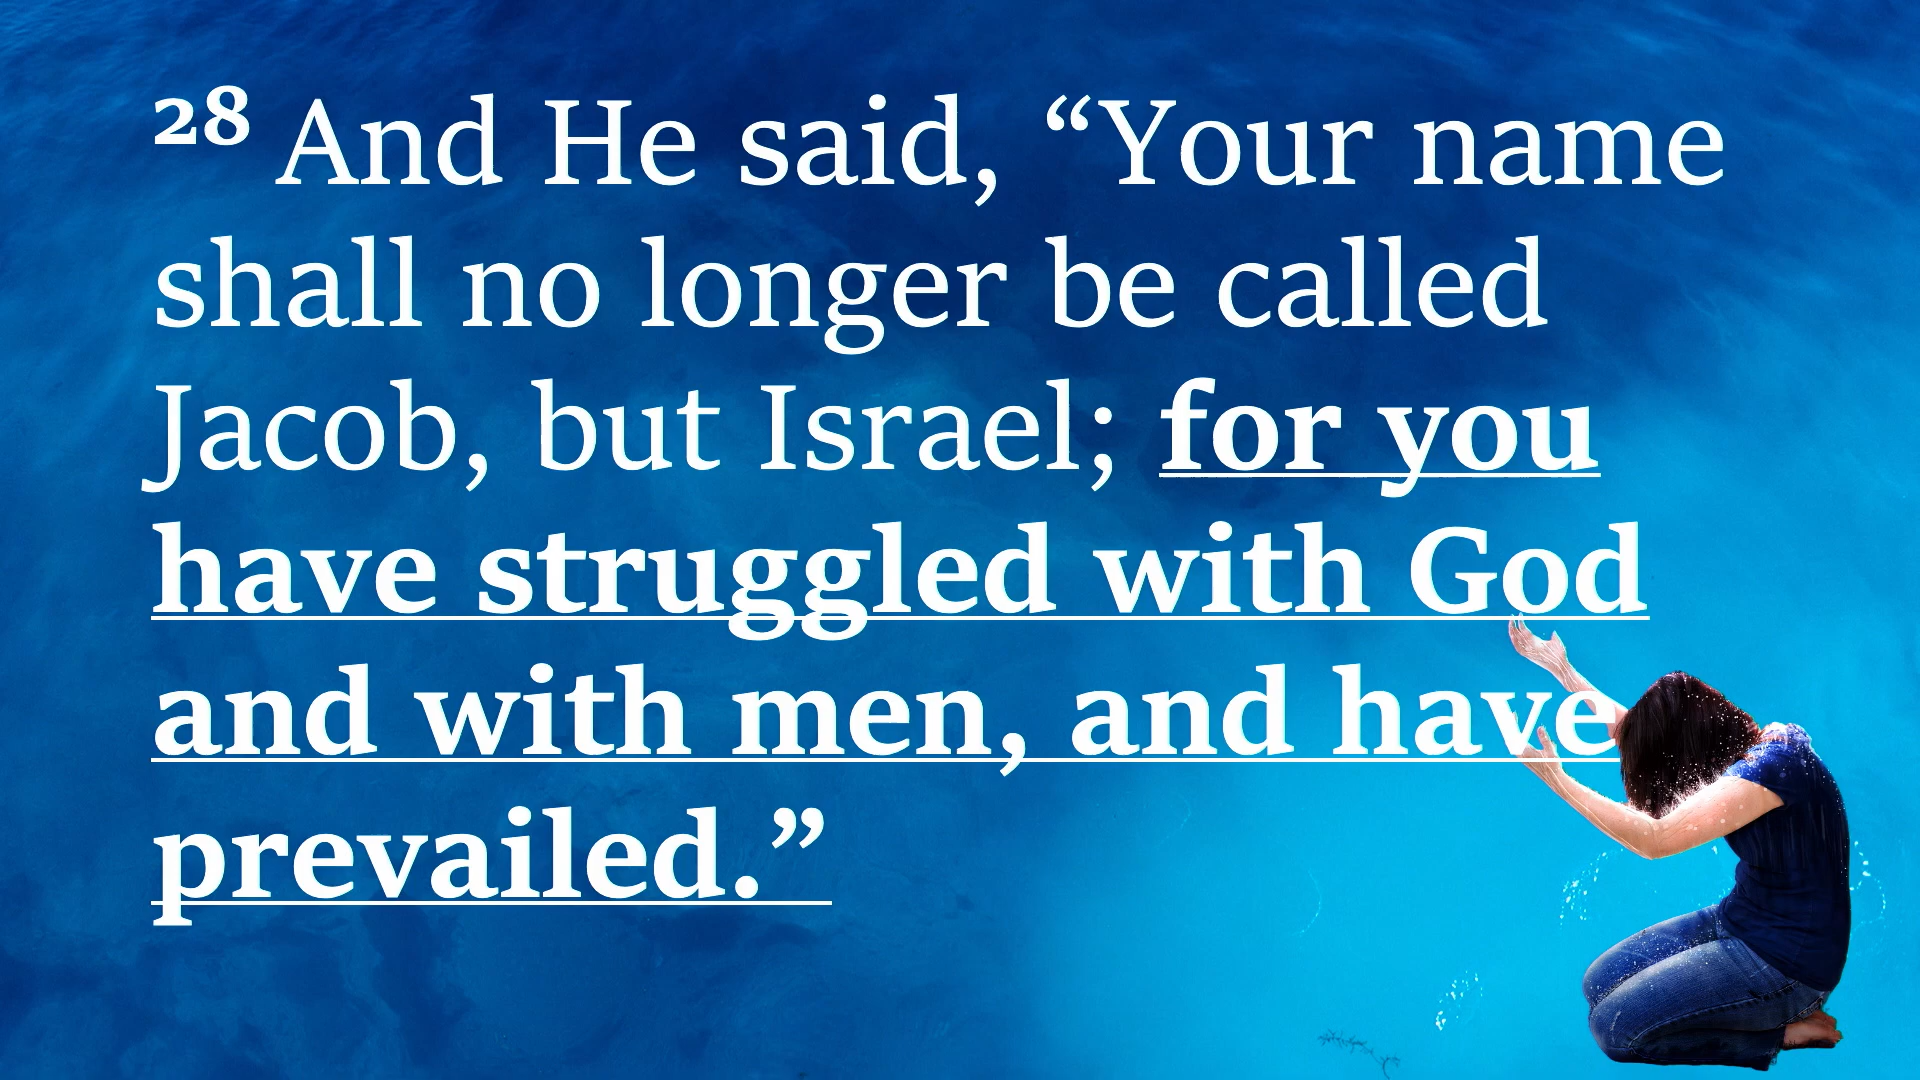 28 And He said, “Your name
shall no longer be called
Jacob, but Israel; for you
have struggled with God
and with men, and have
prevailed.”